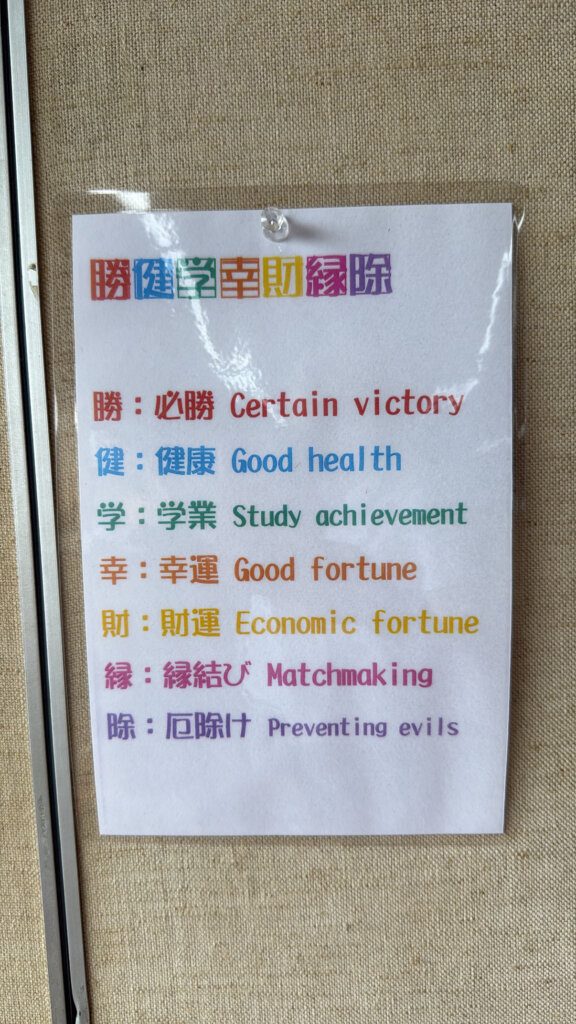 勝健学幸財縁除
勝：必勝 Certain victory
健：健康 Good health
学：学業 Study achievement
幸：幸運 Good fortune
財：財運 Economic fortune
縁：縁結び Matchmaking
除：厄除け Preventing evils